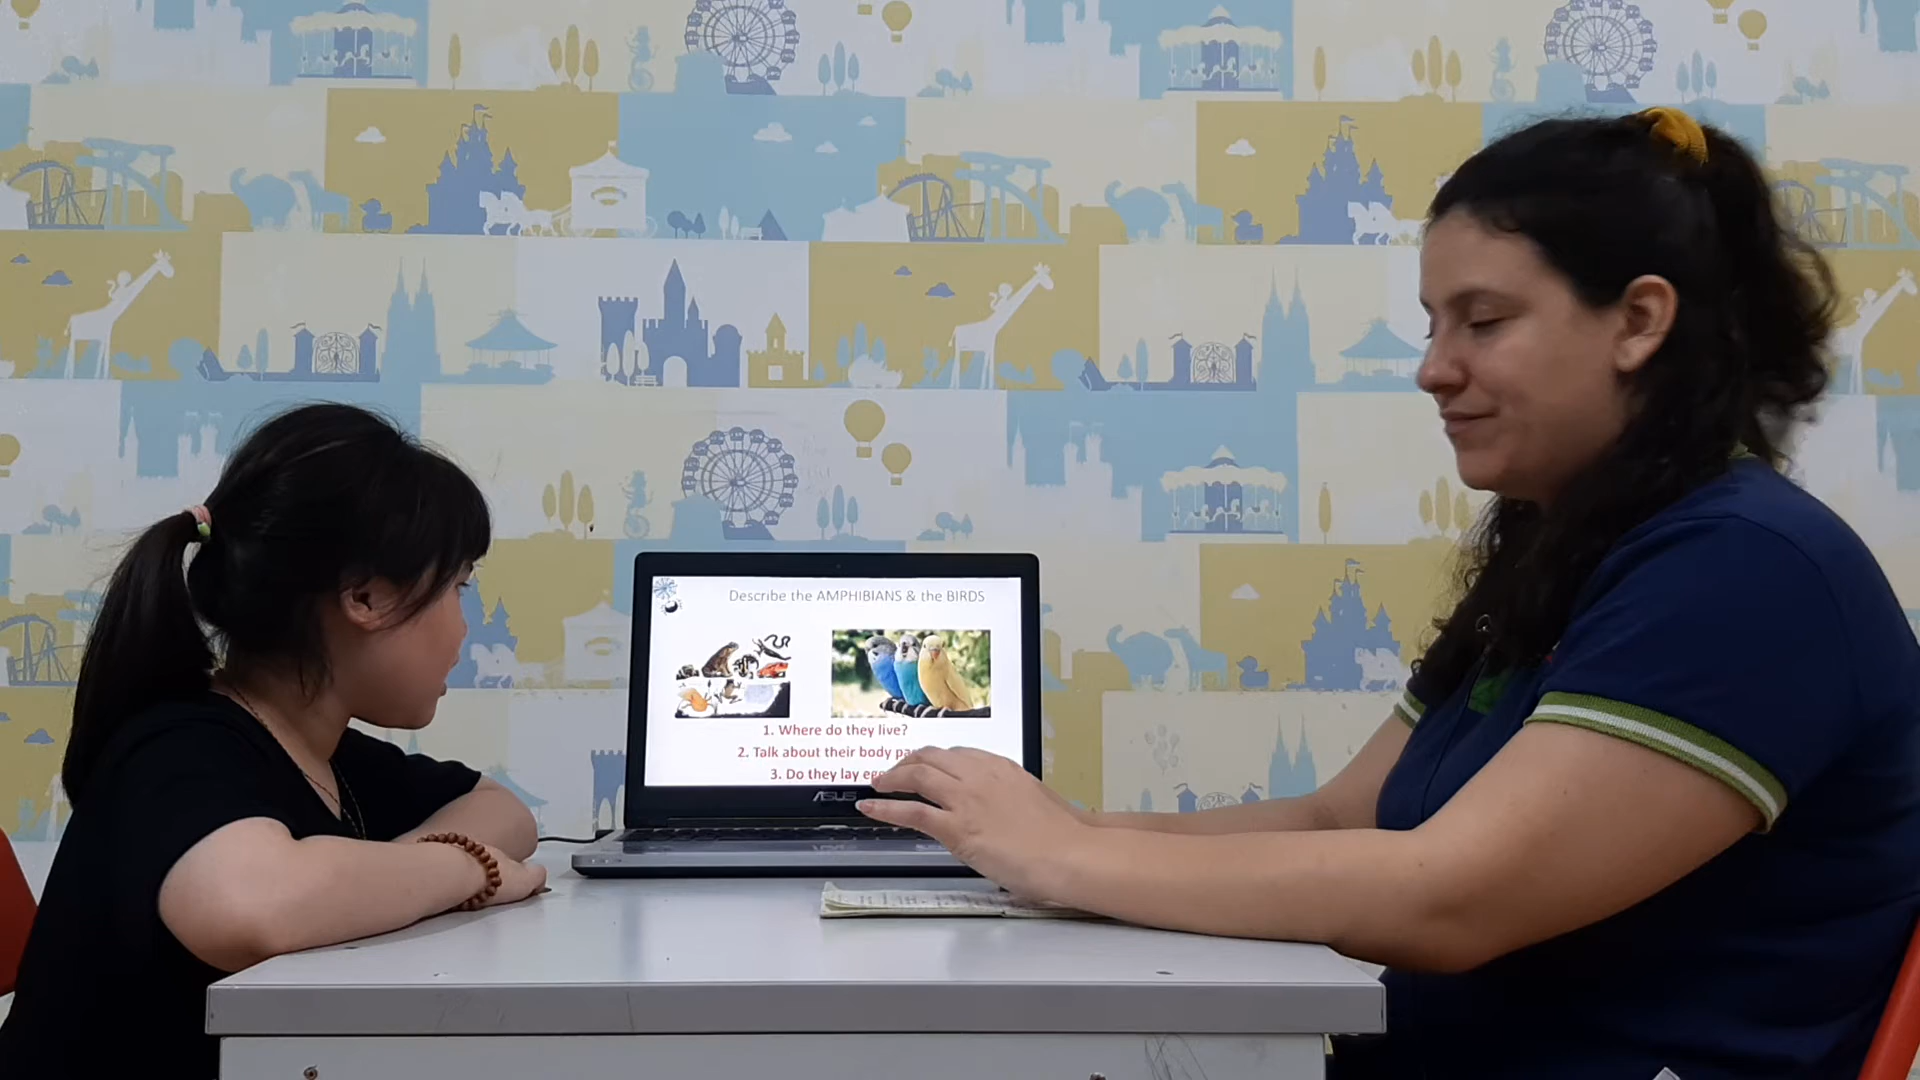 Describe the AMPHIBIANS & the BIRDS
1. Where do they live?
2. Talk about their body
3. Do they lay
ASUS